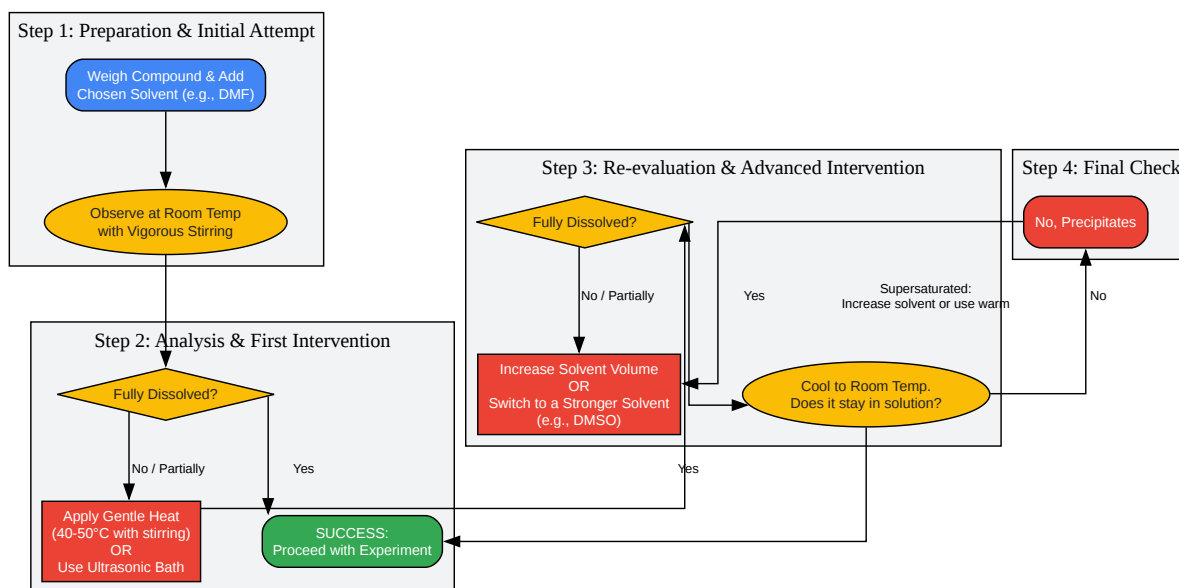 Step 1: Preparation & Initial Attempt
Weigh Compound & Add
Chosen Solvent (e.g., DMF)
Observe at Room Temp
with Vigorous Stirring
Step 2: Analysis & First Intervention
Fully Dissolved?
No / Partially
Yes
Apply Gentle Heat
(40-50°C with stirring)
OR
Use Ultrasonic Bath
SUCCESS:
Proceed with Experiment
Step 3: Re-evaluation & Advanced Intervention
Fully Dissolved?
No / Partially
Yes
Supersaturated:
Increase solvent or use warm
Increase Solvent Volume
OR
Switch to a Stronger Solvent
(e.g., DMSO)
Cool to Room Temp.
Does it stay in solution?
Yes
Step 4: Final Check
No, Precipitates
No